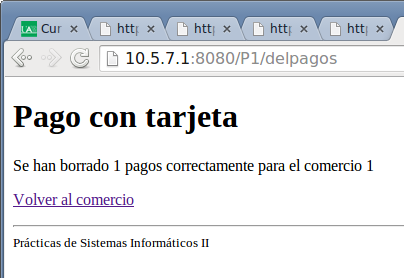 Cur
http
http
http
http
10.5.7.1:8080/P1/delpagos
Pago con tarjeta
Se han borrado 1 pagos correctamente para el comercio 1
Volver al comercio
Prácticas de Sistemas Informáticos II